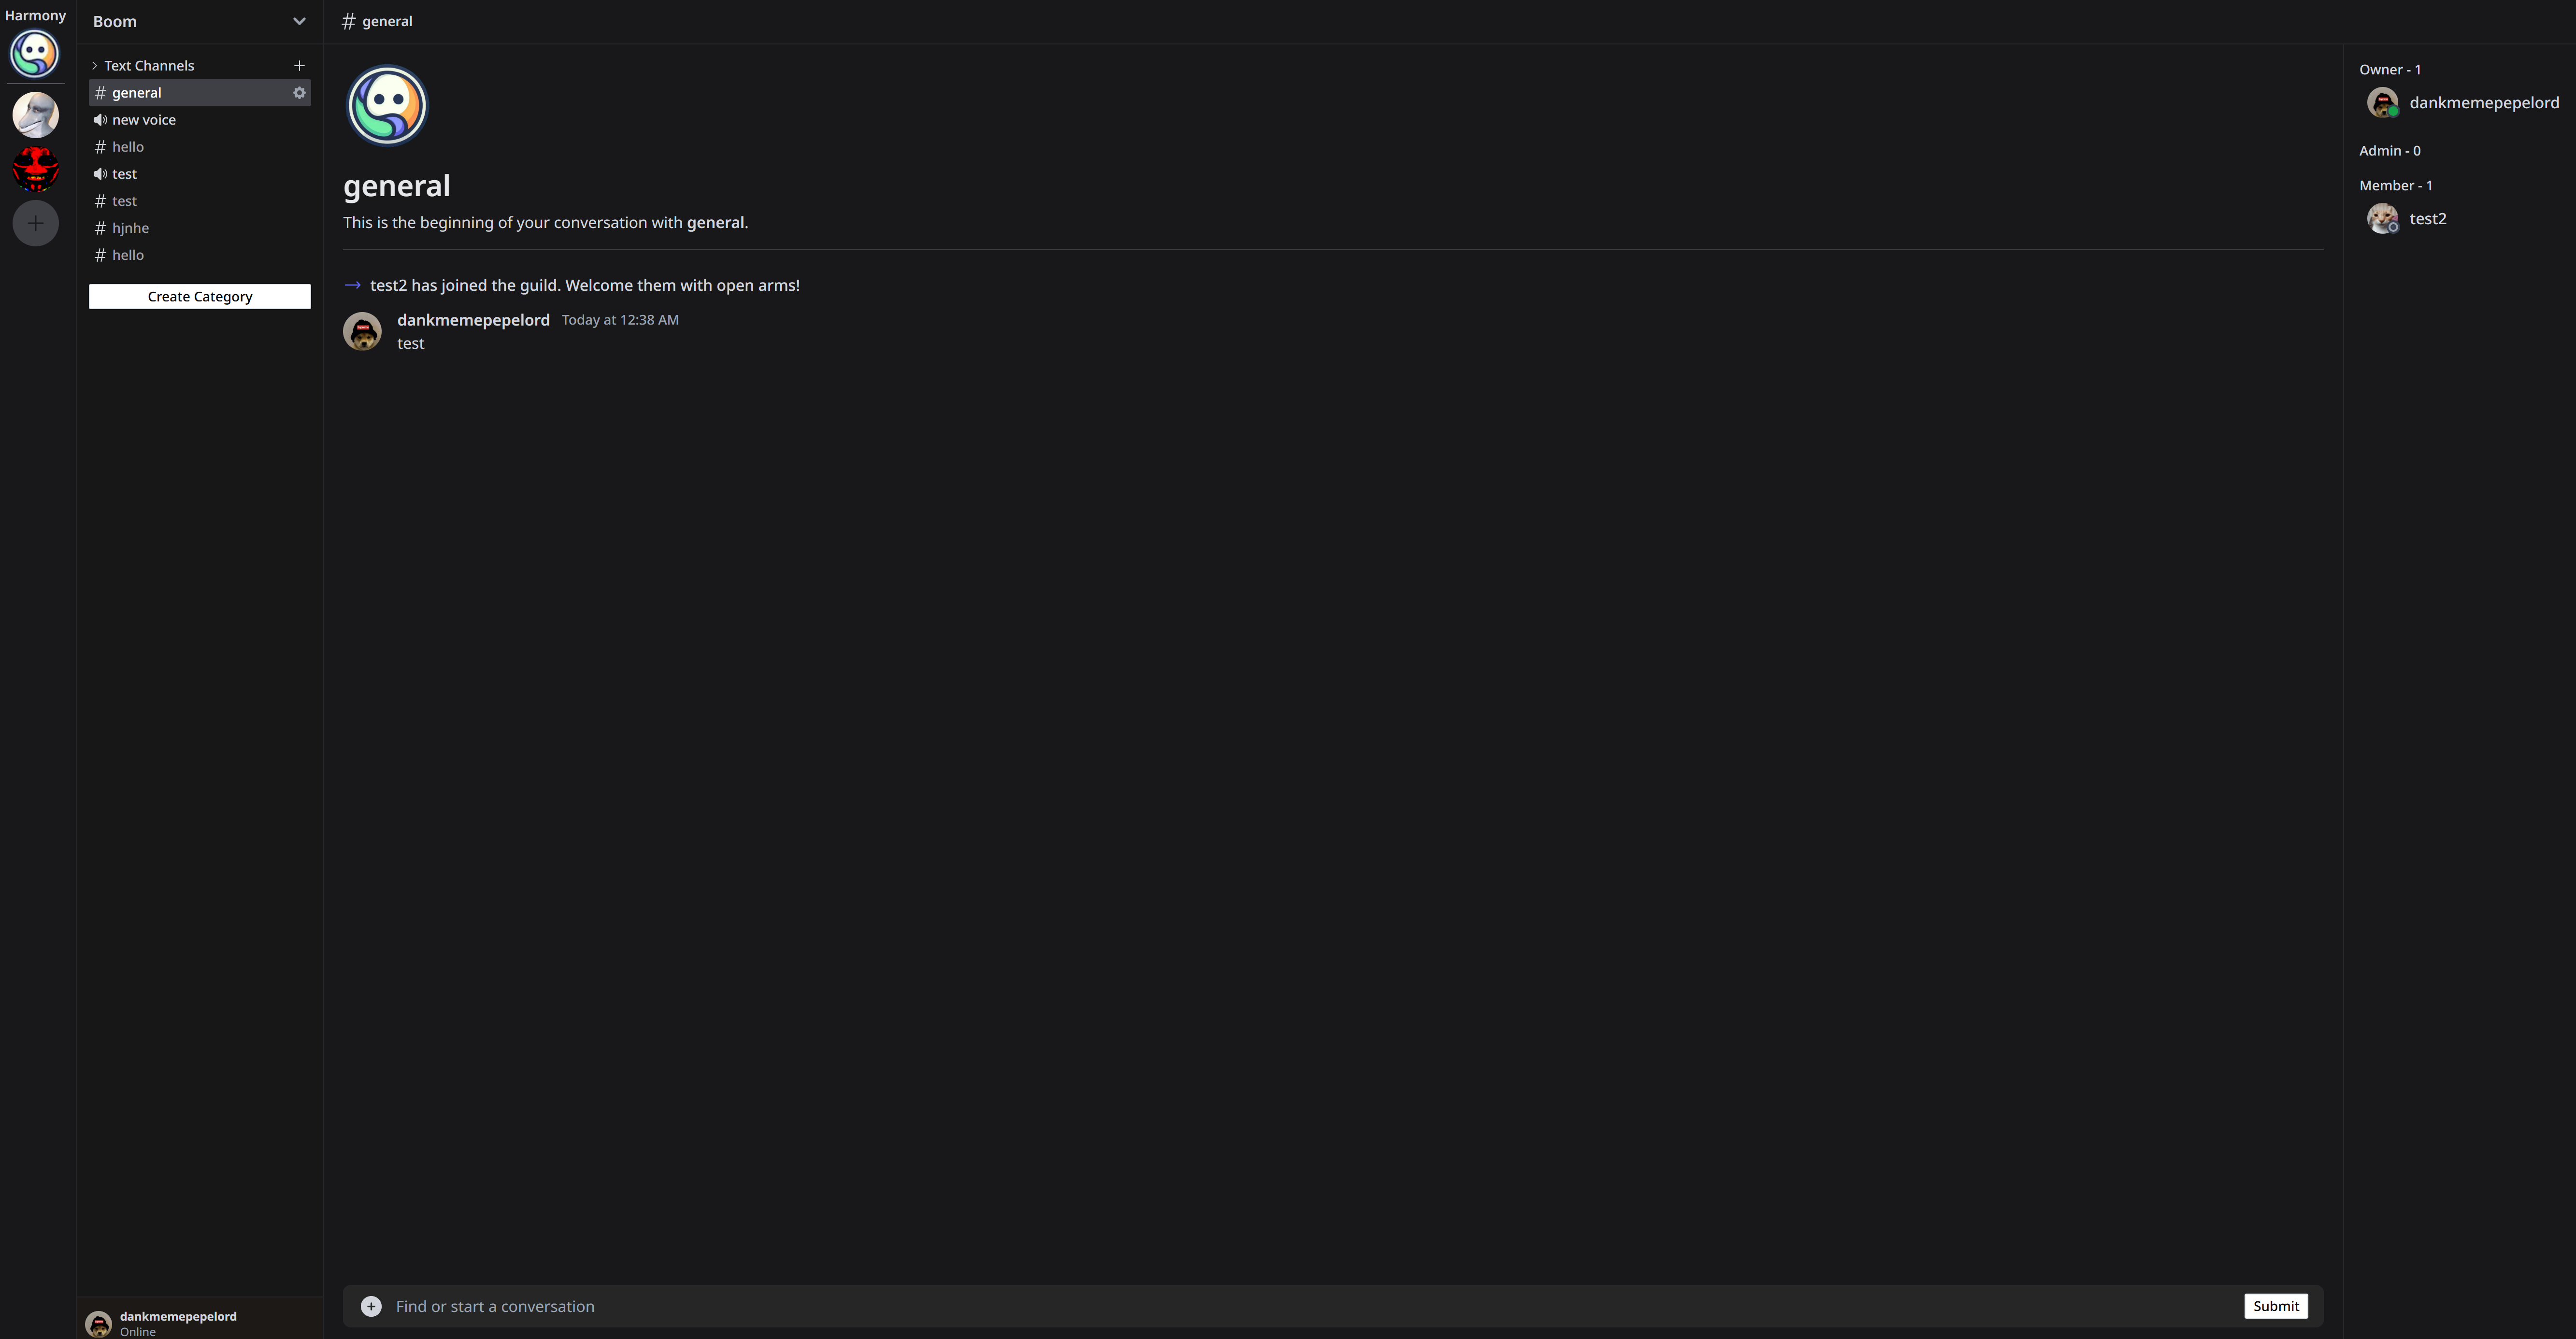 Harmony
Boom
Text Channels
general
new voice
hello
test
test
hjnhe
hello
Create Category
dankmemepepelord
Online
general
general
This is the beginning of your conversation with general.
test2 has joined the guild. Welcome them with open arms!
dankmemepepelord Today at 12:38 AM
test
Find or start a conversation
Submit
Owner - 1
dankmemepepelord
Admin - 0
Member - 1
test2